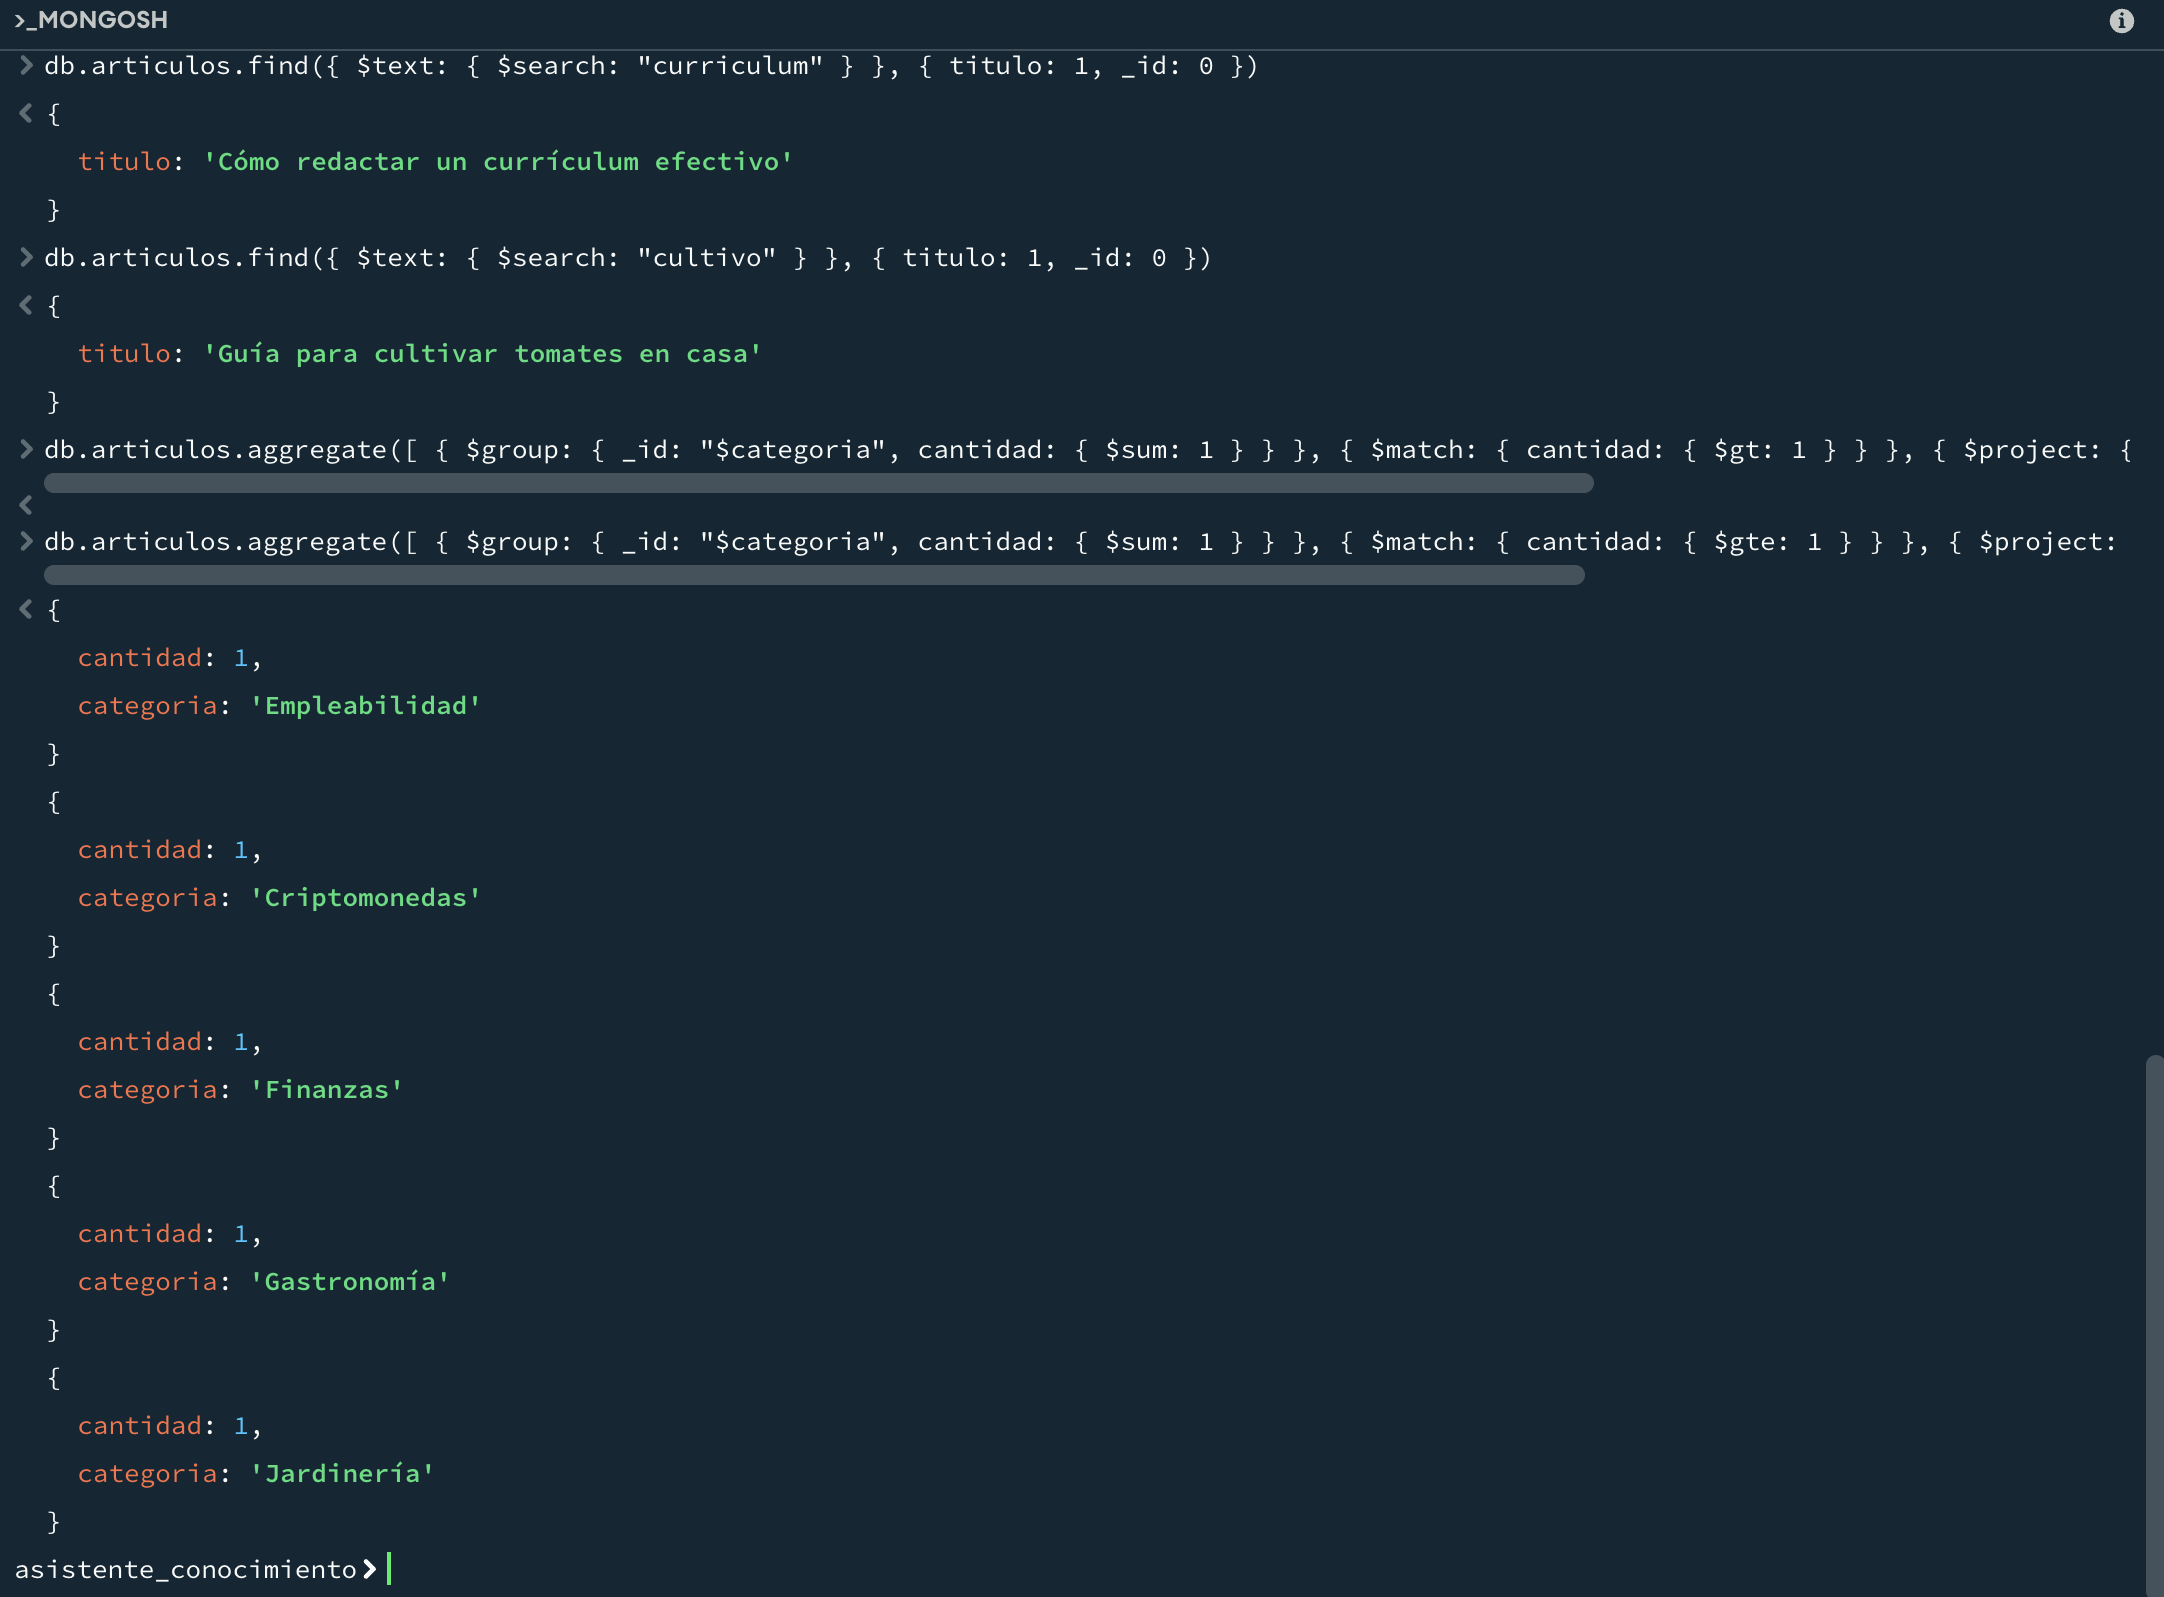 >_MONGOSH
> db.articulos.find({ $text: { $search: "curriculum" } }, { titulo: 1, _id: 0 })
< {
titulo: 'Cómo redactar un currículum efectivo'
}
> db.articulos.find({ $text: { $search: "cultivo" } }, { titulo: 1, _id: 0 })
< {
titulo: 'Guía para cultivar tomates en casa'
}
> db.articulos.aggregate([ { $group: { _id: "$categoria", cantidad: { $sum: 1 } } }, { $match: { cantidad: { $gt: 1 } } }, { $project: {
<
> db.articulos.aggregate([ { $group: { _id: "$categoria", cantidad: { $sum: 1 } } }, { $match: { cantidad: { $gte: 1 } } }, { $project:
< {
cantidad: 1,
categoria: 'Empleabilidad'
}
{
cantidad: 1,
categoria: 'Criptomonedas'
}
{
cantidad: 1,
categoria: 'Finanzas'
}
{
cantidad: 1,
categoria: 'Gastronomía'
}
{
cantidad: 1,
categoria: 'Jardinería'
}
asistente_conocimiento>